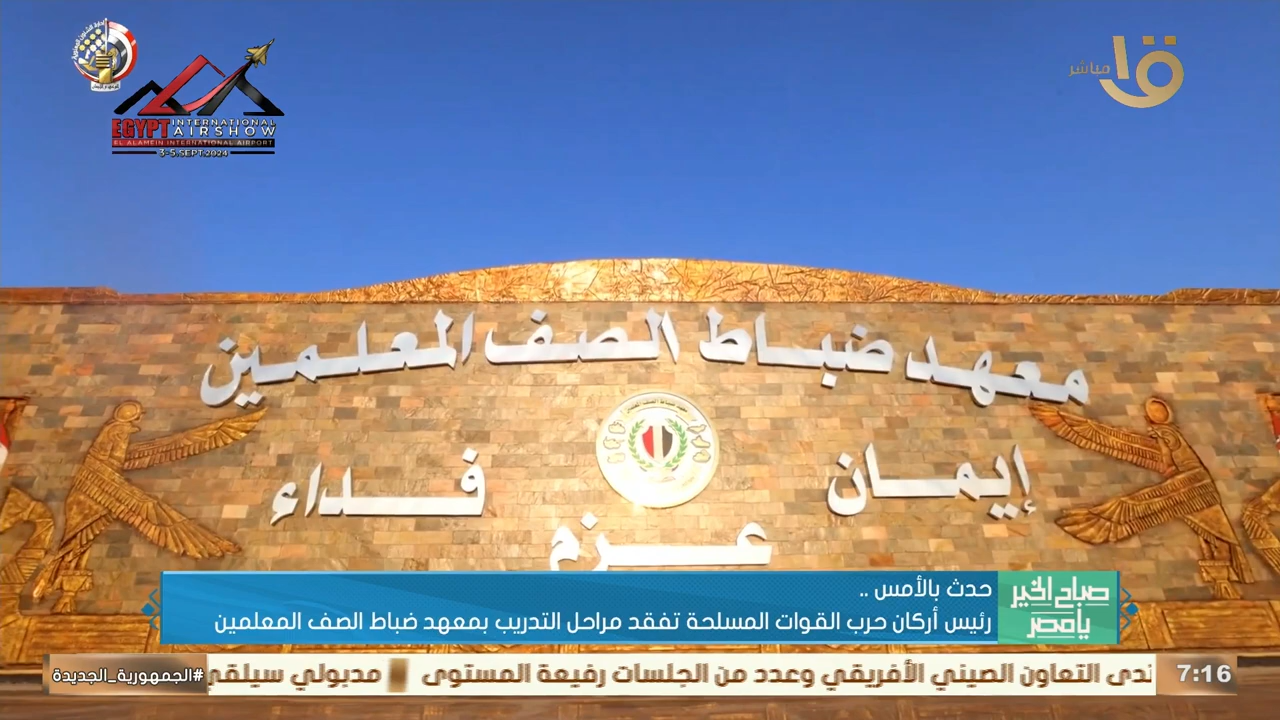 EGYPT INTERNATIONAL AIRSHOW
EL ALAMEIN INTERNATIONAL AIRPORT
3-5.SEPT.2024
مباشر
معهد ضباط الصف المعلمين
إيمان
فداء
عزم
صباح الخير
يا مصر
حدث بالأمس ..
رئيس أركان حرب القوات المسلحة تفقد مراحل التدريب بمعهد ضباط الصف المعلمين
7:16
التعاون الصيني الأفريقي وعدد من الجلسات رفيعة المستوى
مدبولي
#الجمهورية_الجديدة